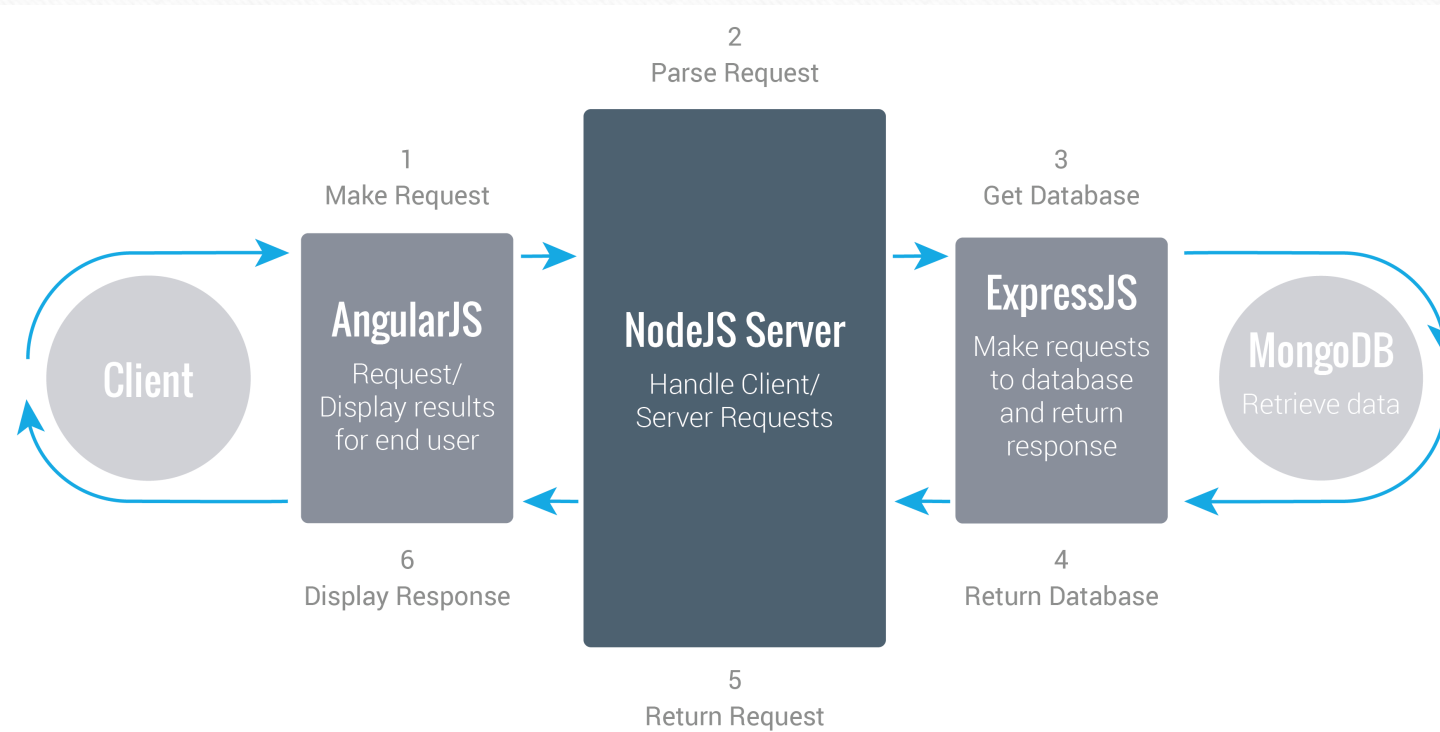 2
Parse Request
1
Make Request
3
Get Database
Client
AngularJS
Request/
Display results
for end user
NodeJS Server
Handle Client/
Server Requests
ExpressJS
Make requests
to database
and return
response
MongoDB
Retrieve data
6
Display Response
4
Return Database
5
Return Request